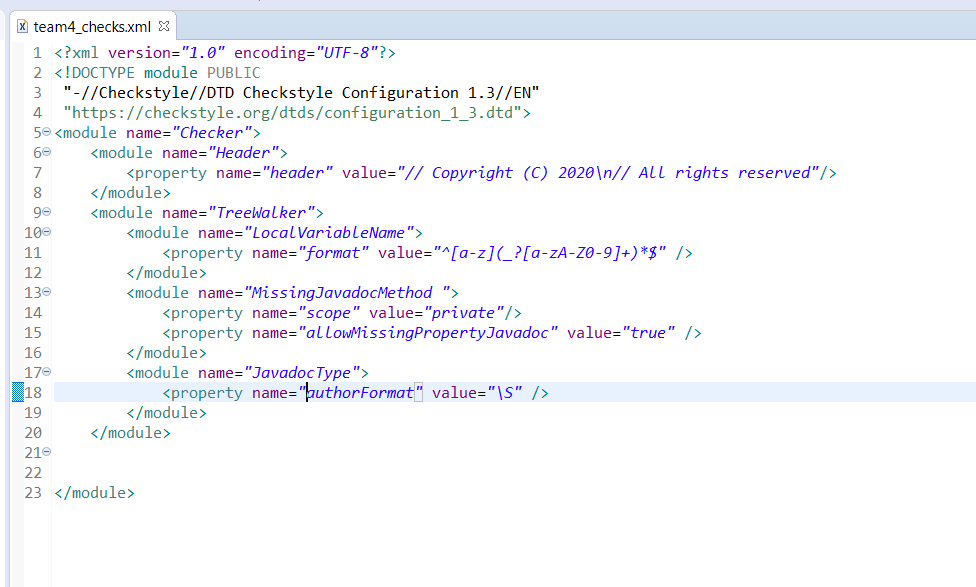 team4_checks.xml
1 <?xml version="1.0" encoding="UTF-8"?>
2 <!DOCTYPE module PUBLIC
3 "-//Checkstyle//DTD Checkstyle Configuration 1.3//EN"
4 "https://checkstyle.org/dtds/configuration_1_3.dtd">
5 <module name="Checker">
6 <module name="Header">
7 <property name="header" value="// Copyright (C) 2020\n// All rights reserved"/>
8 </module>
9 <module name="TreeWalker">
10 <module name="LocalVariableName">
11 <property name="format" value="^[a-z](_?[a-zA-Z0-9]+)*$" />
12 </module>
13 <module name="MissingJavadocMethod ">
14 <property name="scope" value="private"/>
15 <property name="allowMissingPropertyJavadoc" value="true" />
16 </module>
17 <module name="JavadocType">
18 <property name="authorFormat" value="\S" />
19 </module>
20 </module>
21
22
23 </module>